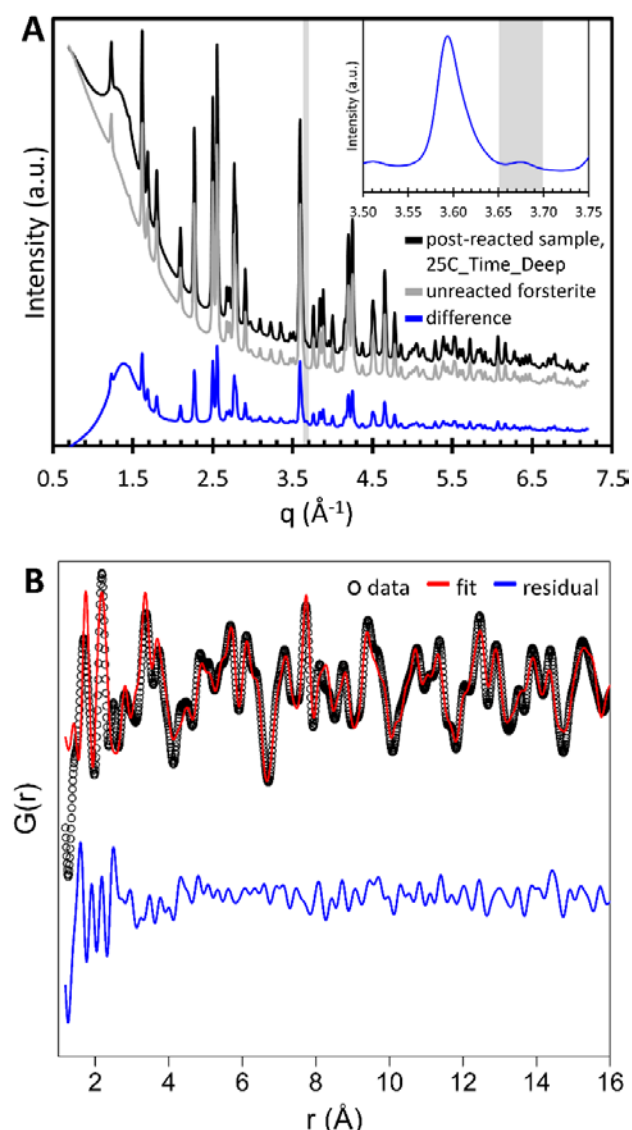 A
Intensity (a.u.)
Intensity (a.u.)
3.50 3.55 3.60 3.65 3.70 3.75
post-reacted sample,
25C_Time_Deep
unreacted forsterite
difference
0.5 1.5 2.5 3.5 4.5 5.5 6.5 7.5
q (Å-1)
B
data fit residual
G(r)
2 4 6 8 10 12 14 16
r (Å)